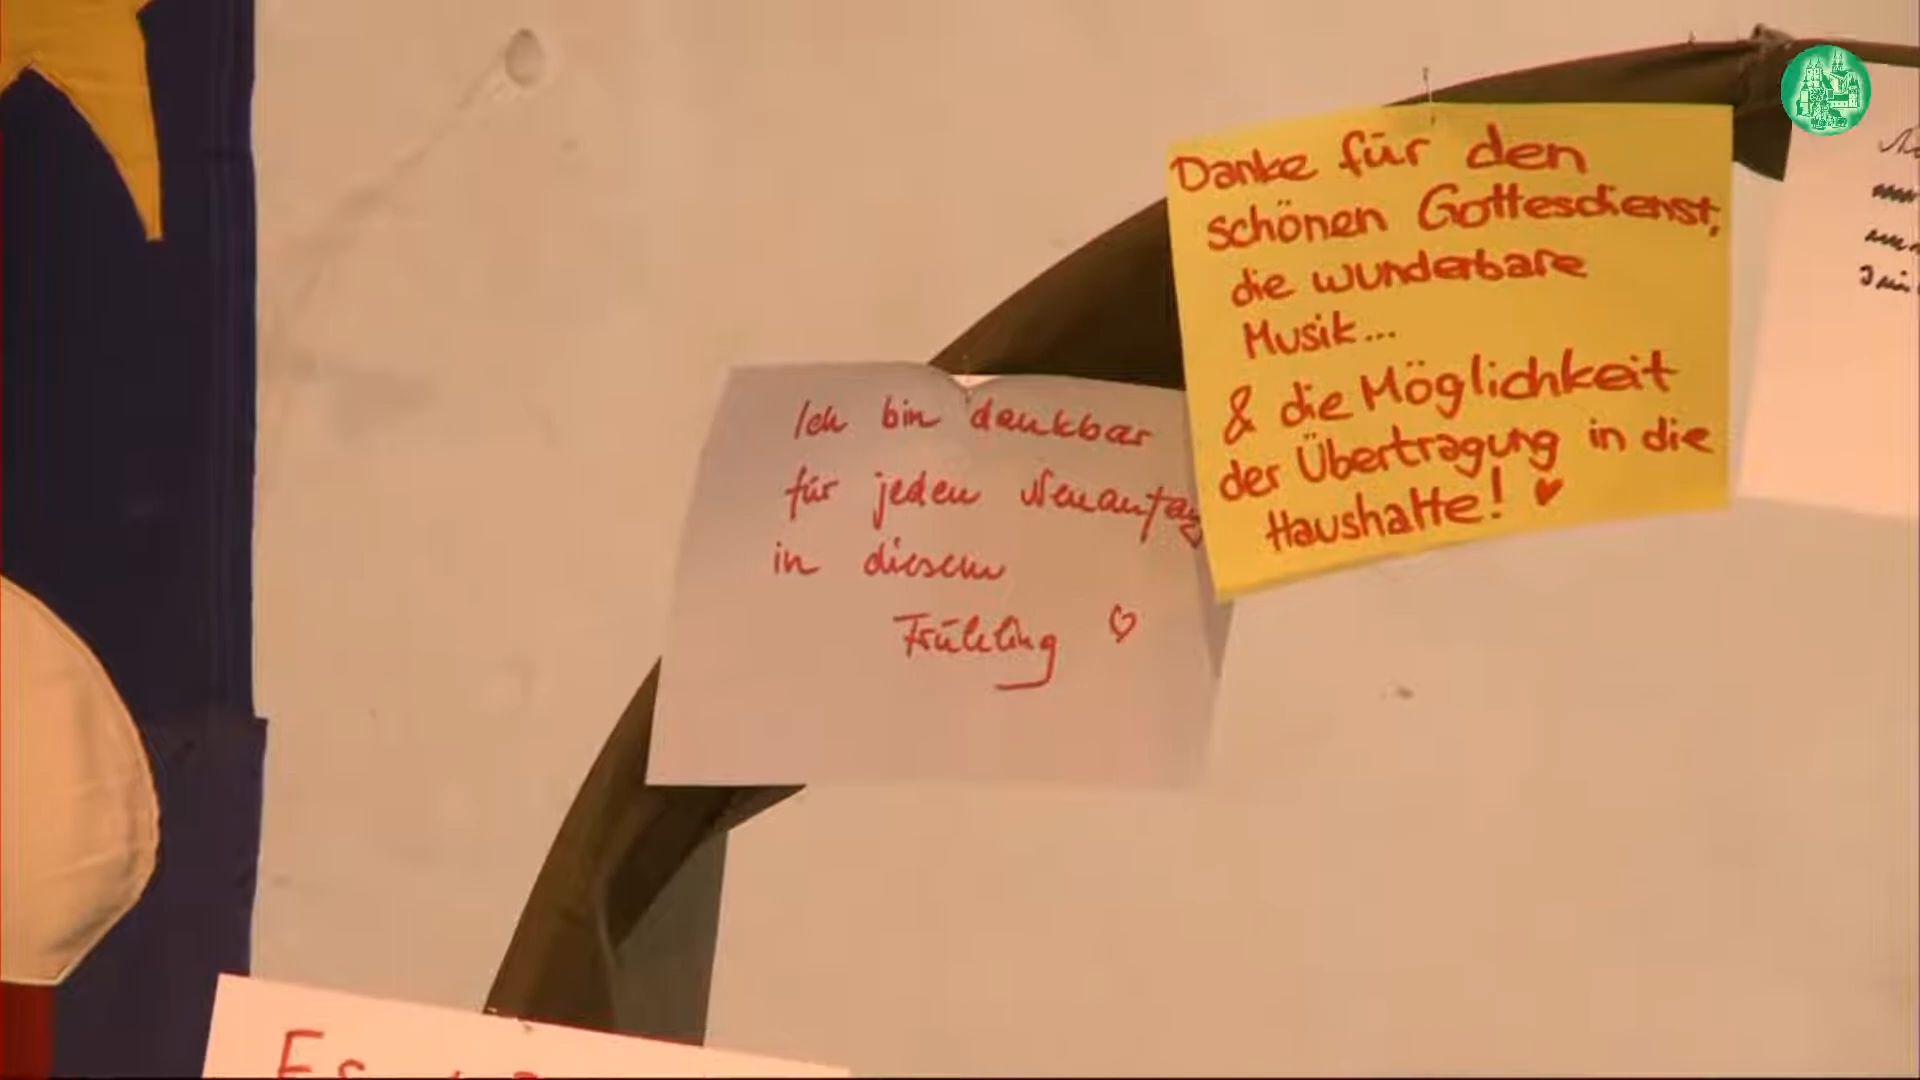 Danke für den
schönen Gottesdienst,
die wunderbare
Musik...
& die Möglichkeit
der Übertragung in die
Haushalte! ♥
Ich bin dankbar
für jeden Neuanfang
in diesem
Frühling ♡
Es